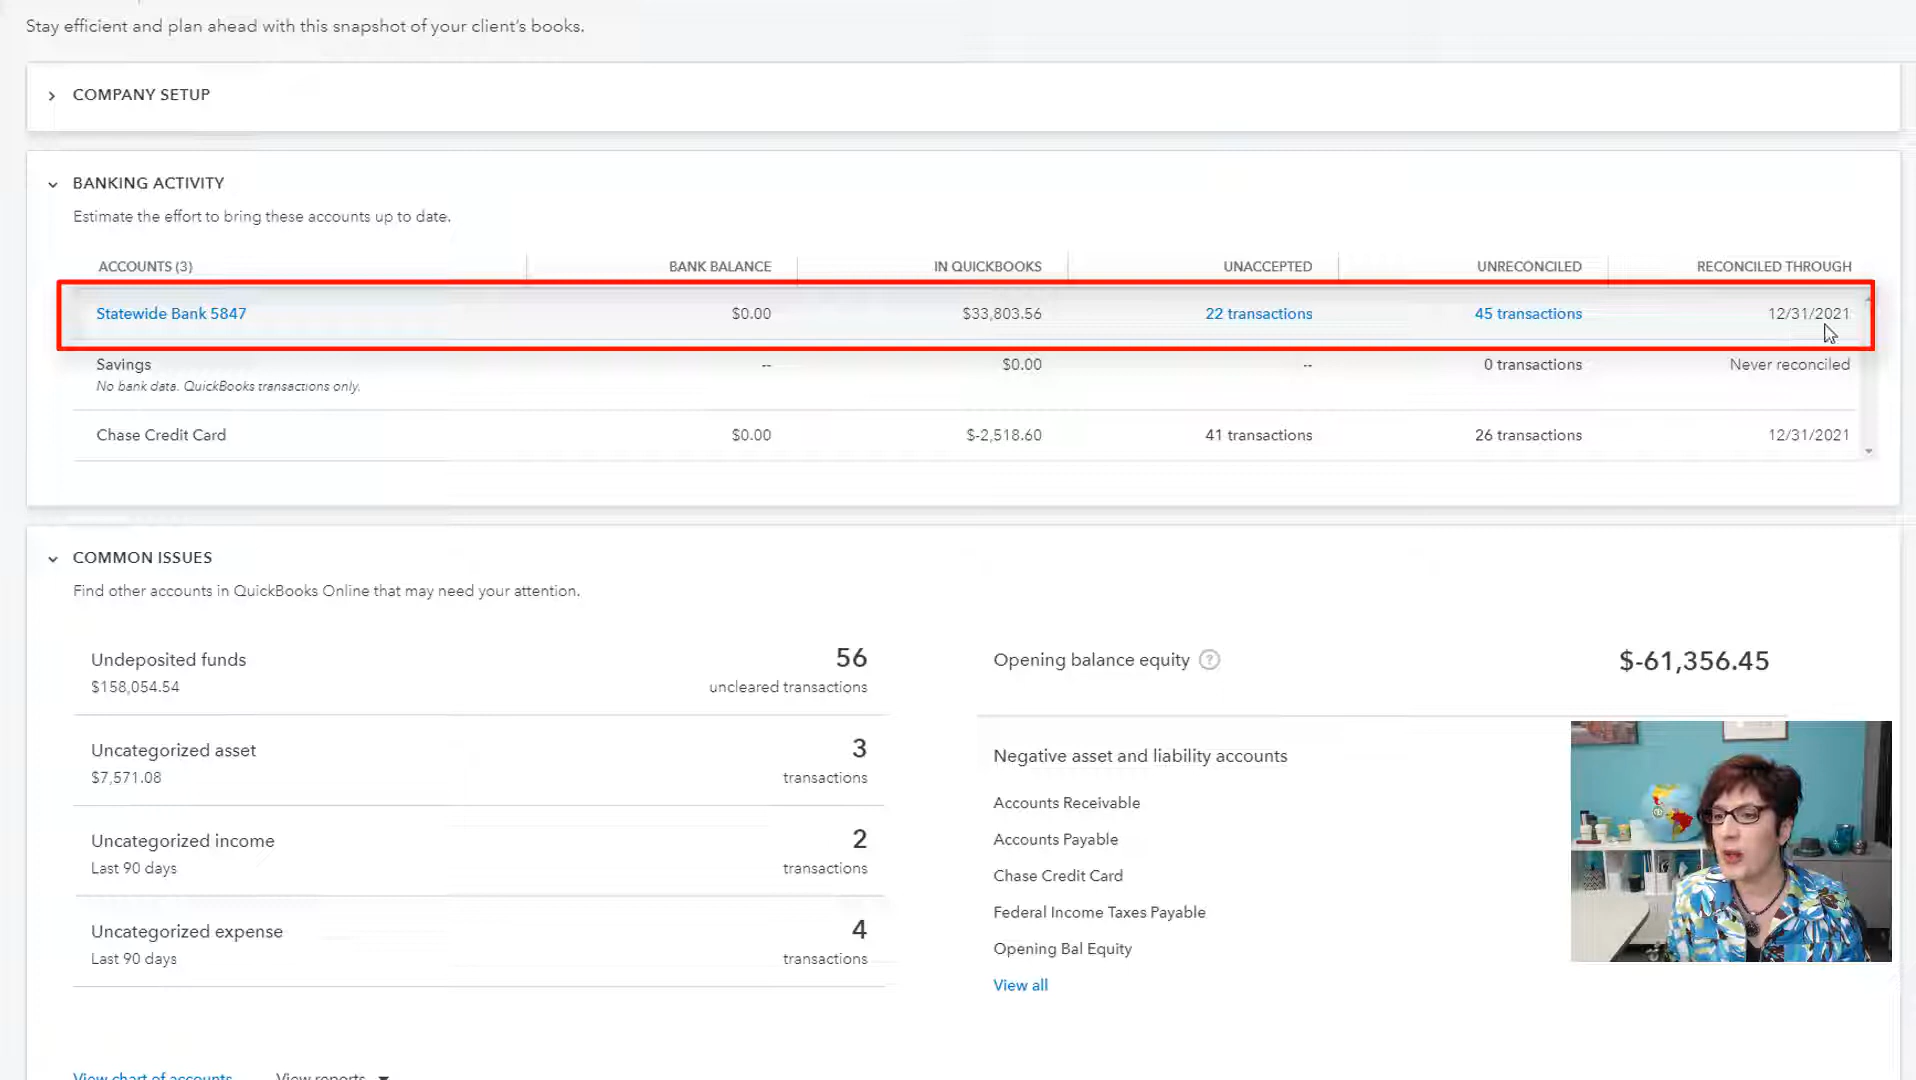 Stay efficient and plan ahead with this snapshot of your client's books.
COMPANY SETUP
BANKING ACTIVITY
Estimate the effort to bring these accounts up to date.
ACCOUNTS (3) BANK BALANCE IN QUICKBOOKS UNACCEPTED UNRECONCILED RECONCILED THROUGH
Statewide Bank 5847 $0.00 $33,803.56 22 transactions 45 transactions 12/31/2021
Savings -- $0.00 -- 0 transactions Never reconciled
No bank data. QuickBooks transactions only.
Chase Credit Card $0.00 $-2,518.60 41 transactions 26 transactions 12/31/2021
COMMON ISSUES
Find other accounts in QuickBooks Online that may need your attention.
Undeposited funds 56
$158,054.54 uncleared transactions
Uncategorized asset 3
$7,571.08 transactions
Uncategorized income 2
Last 90 days transactions
Uncategorized expense 4
Last 90 days transactions
Opening balance equity ? $-61,356.45
Negative asset and liability accounts
Accounts Receivable
Accounts Payable
Chase Credit Card
Federal Income Taxes Payable
Opening Bal Equity
View all
View chart of accounts View reports